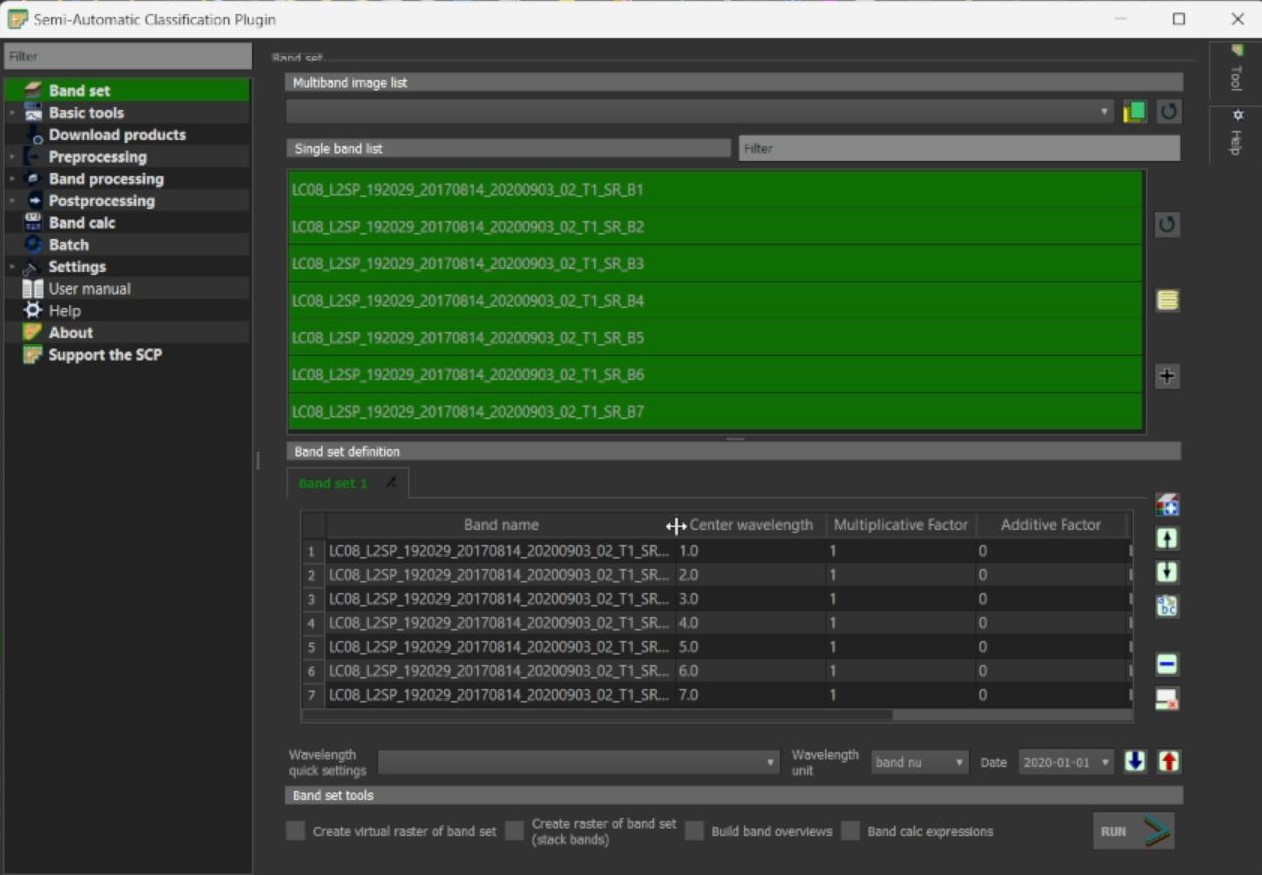 Semi-Automatic Classification Plugin
Filter
Band set
Basic tools
Download products
Preprocessing
Band processing
Postprocessing
Band calc
Batch
Settings
User manual
Help
About
Support the SCP
Band set
Multiband image list
Single band list
Filter
LC08_L2SP_192029_20170814_20200903_02_T1_SR_B1
LC08_L2SP_192029_20170814_20200903_02_T1_SR_B2
LC08_L2SP_192029_20170814_20200903_02_T1_SR_B3
LC08_L2SP_192029_20170814_20200903_02_T1_SR_B4
LC08_L2SP_192029_20170814_20200903_02_T1_SR_B5
LC08_L2SP_192029_20170814_20200903_02_T1_SR_B6
LC08_L2SP_192029_20170814_20200903_02_T1_SR_B7
Band set definition
Band set 1
Band name Center wavelength Multiplicative Factor Additive Factor
1 LC08_L2SP_192029_20170814_20200903_02_T1_SR... 1.0 1 0
2 LC08_L2SP_192029_20170814_20200903_02_T1_SR... 2.0 1 0
3 LC08_L2SP_192029_20170814_20200903_02_T1_SR... 3.0 1 0
4 LC08_L2SP_192029_20170814_20200903_02_T1_SR... 4.0 1 0
5 LC08_L2SP_192029_20170814_20200903_02_T1_SR... 5.0 1 0
6 LC08_L2SP_192029_20170814_20200903_02_T1_SR... 6.0 1 0
7 LC08_L2SP_192029_20170814_20200903_02_T1_SR... 7.0 1 0
Wavelength
quick settings
Wavelength
unit
band nu
Date
2020-01-01
Band set tools
Create virtual raster of band set
Create raster of band set
(stack bands)
Build band overviews
Band calc expressions
RUN
Tool
Help